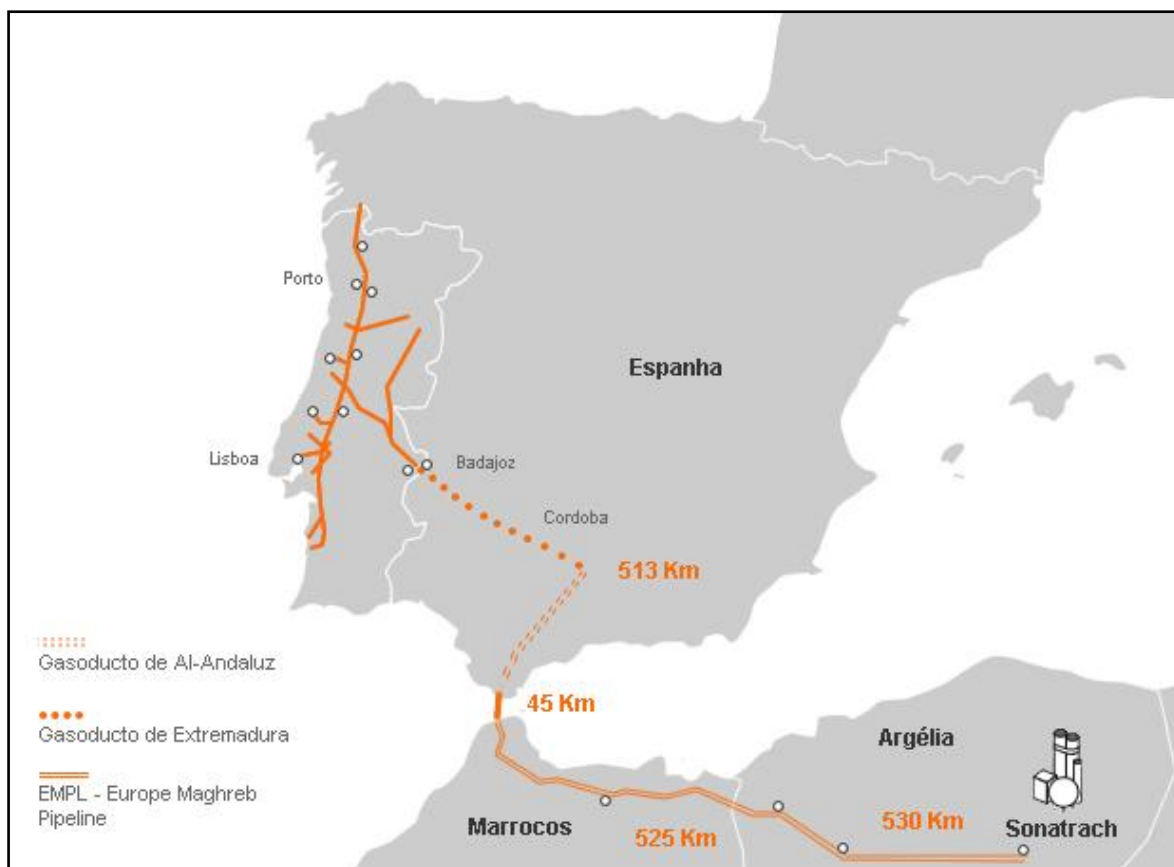 Porto
Espanha
Lisboa
Badajoz
Cordoba
513 Km
Gasoducto de Al-Andaluz
45 Km
Gasoducto de Extremadura
Argélia
EMPL - Europe Maghreb
Pipeline
Marrocos
525 Km
530 Km
Sonatrach